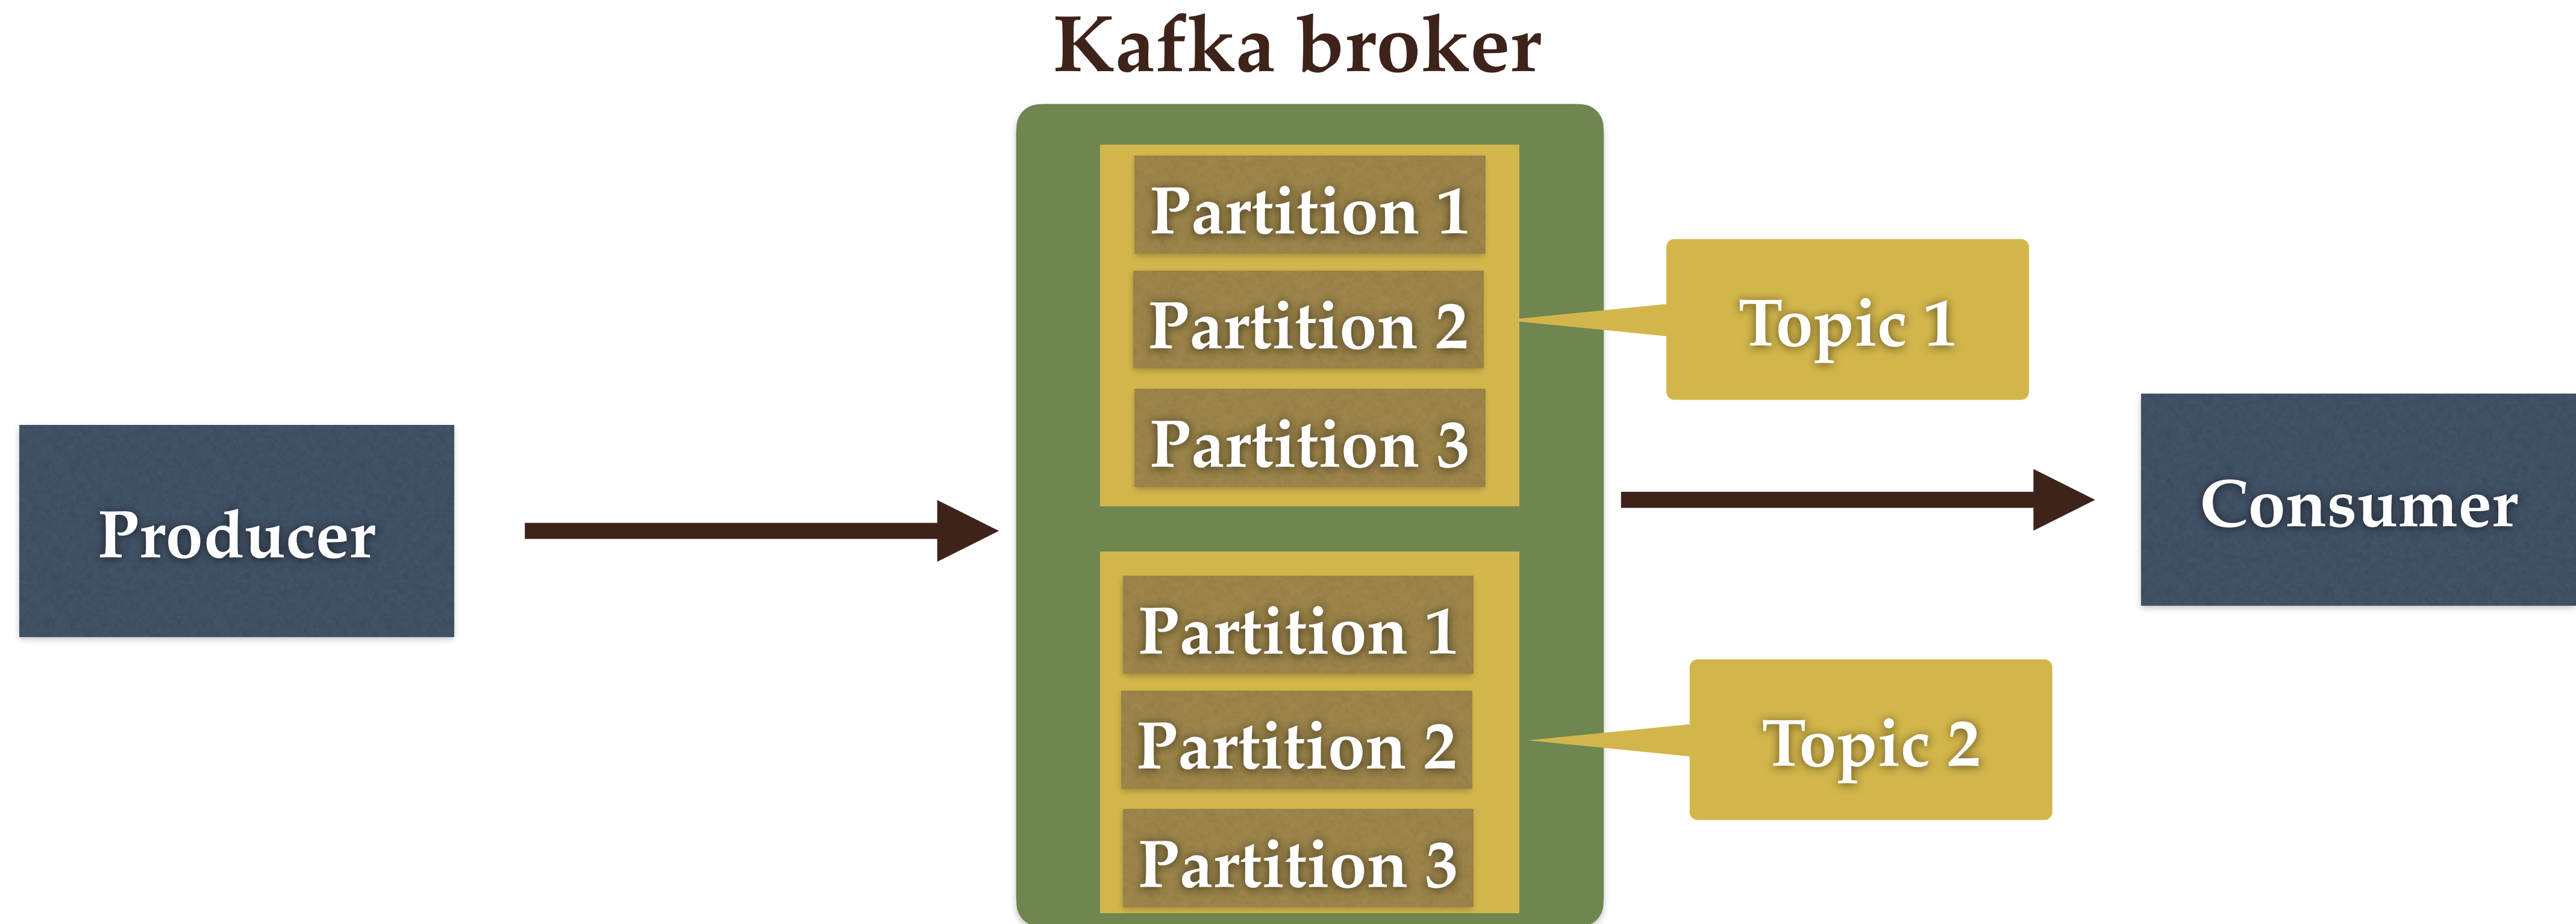 Kafka broker
Partition 1
Partition 2
Partition 3
Topic 1
Producer
Consumer
Partition 1
Partition 2
Partition 3
Topic 2